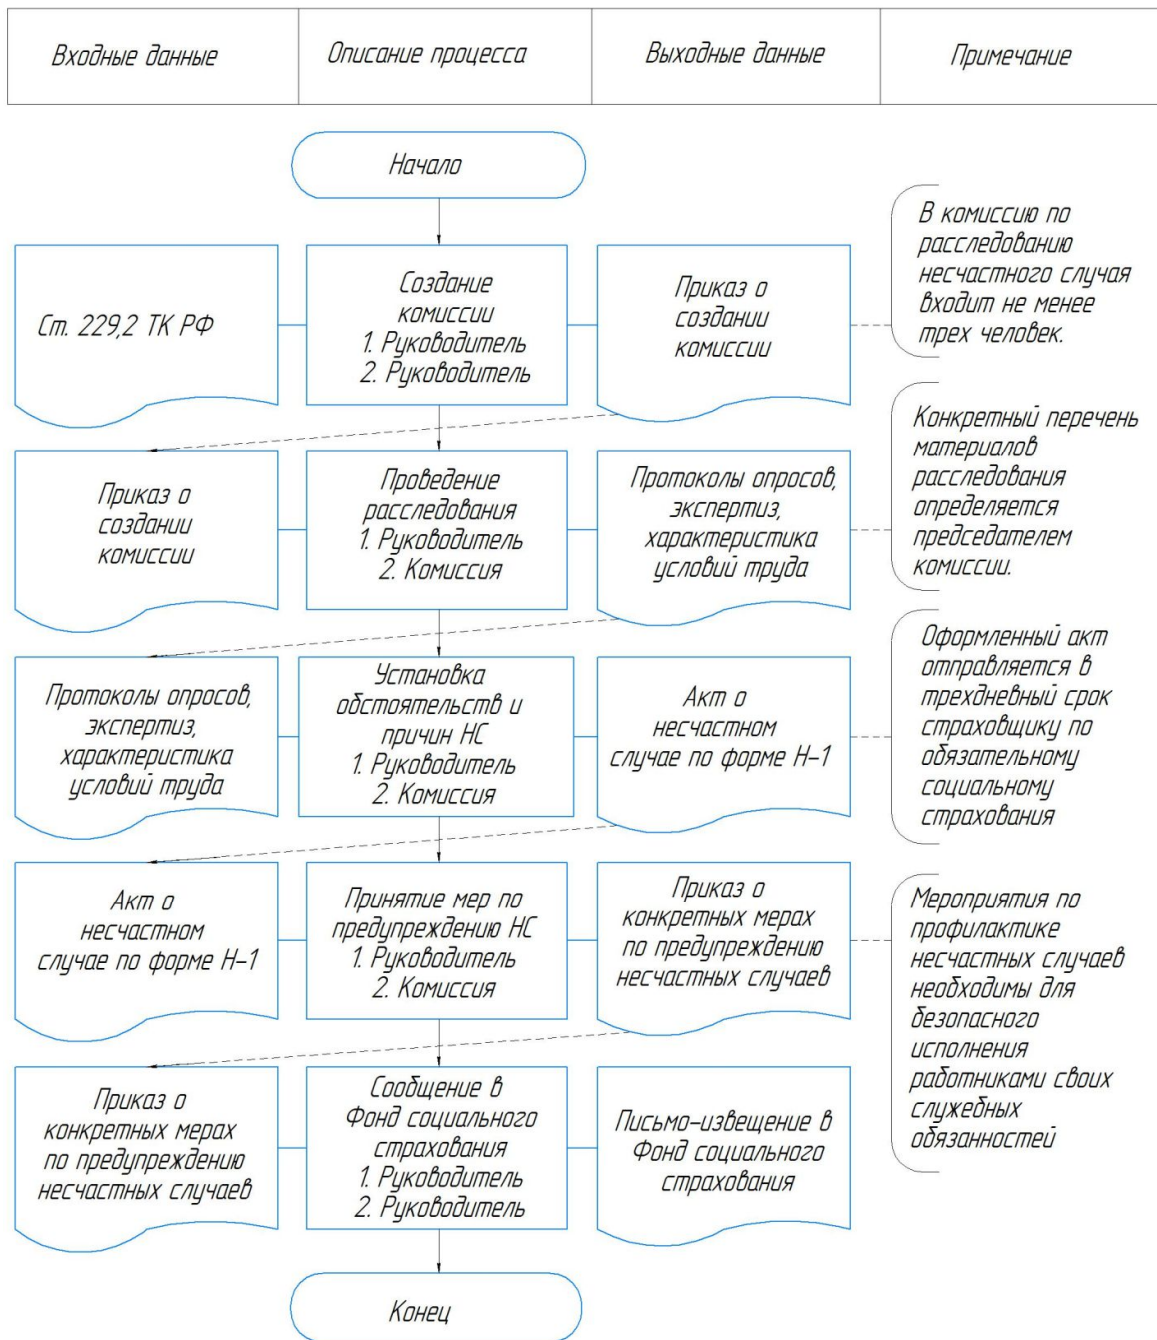 Входные данные
Описание процесса
Выходные данные
Примечание
Начало
Ст. 229,2 ТК РФ
Создание
комиссии
1. Руководитель
2. Руководитель
Приказ о
создании
комиссии
В комиссию по
расследованию
несчастного случая
входит не менее
трех человек.
Приказ о
создании
комиссии
Проведение
расследования
1. Руководитель
2. Комиссия
Протоколы опросов,
экспертиз,
характеристика
условий труда
Конкретный перечень
материалов
расследования
определяется
председателем
комиссии.
Протоколы опросов,
экспертиз,
характеристика
условий труда
Установка
обстоятельств и
причин НС
1. Руководитель
2. Комиссия
Акт о
несчастном
случае по форме Н-1
Оформленный акт
отправляется в
трехдневный срок
страховщику по
обязательному
социальному
страхования
Акт о
несчастном
случае по форме Н-1
Принятие мер по
предупреждению НС
1. Руководитель
2. Комиссия
Приказ о
конкретных мерах
по предупреждению
несчастных случаев
Мероприятия по
профилактике
несчастных случаев
необходимы для
безопасного
исполнения
работниками своих
служебных
обязанностей
Приказ о
конкретных мерах
по предупреждению
несчастных случаев
Сообщение в
Фонд социального
страхования
1. Руководитель
2. Руководитель
Письмо-извещение в
Фонд социального
страхования
Конец